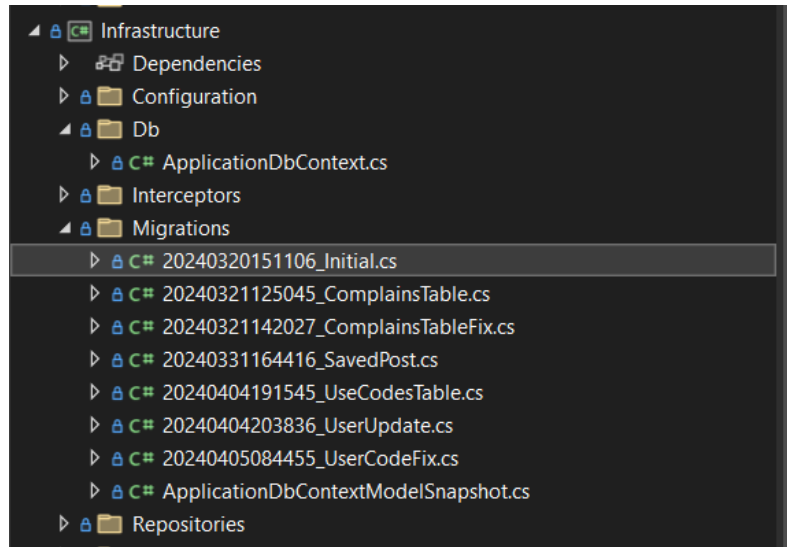 C# Infrastructure
Dependencies
Configuration
Db
C# ApplicationDbContext.cs
Interceptors
Migrations
C# 20240320151106_Initial.cs
C# 20240321125045_ComplainsTable.cs
C# 20240321142027_ComplainsTableFix.cs
C# 20240331164416_SavedPost.cs
C# 20240404191545_UseCodesTable.cs
C# 20240404203836_UserUpdate.cs
C# 20240405084455_UserCodeFix.cs
C# ApplicationDbContextModelSnapshot.cs
Repositories